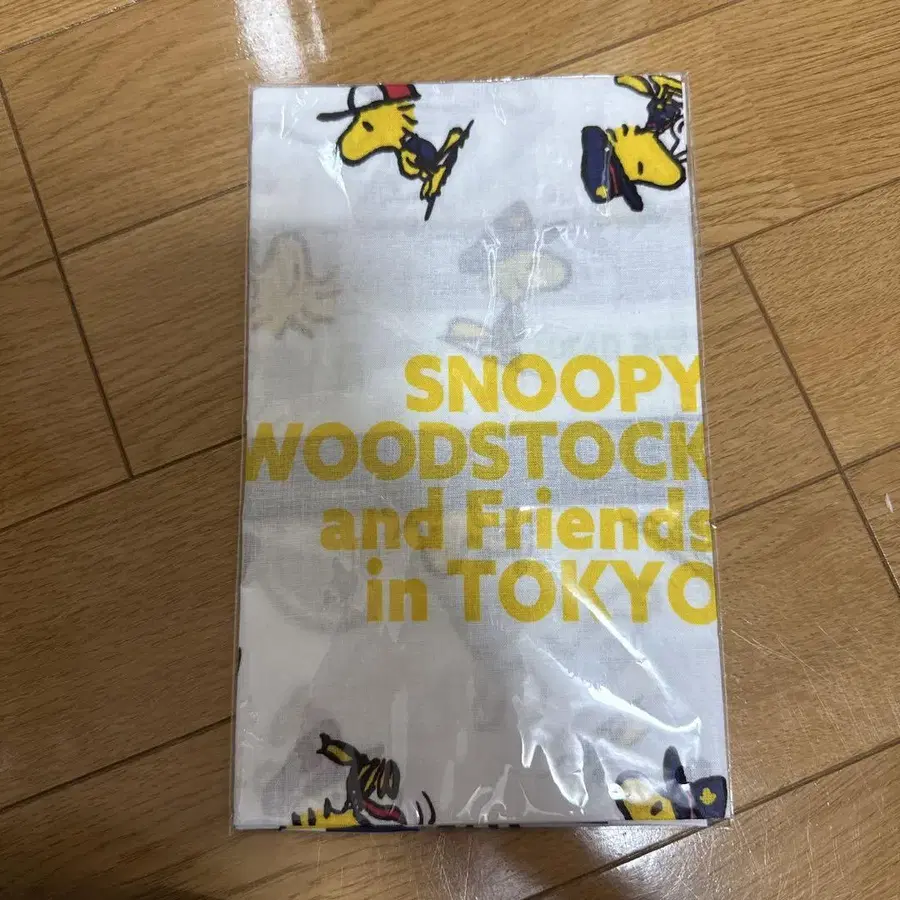 SNOOPY
WOODSTOCK
and Friends
in TOKYO